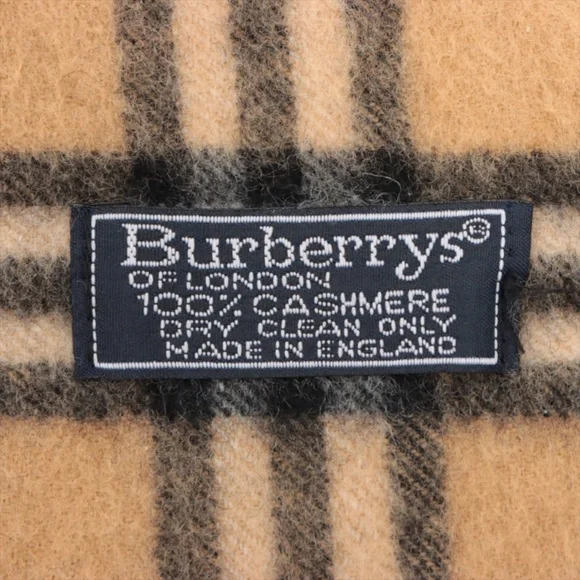 Burberrys®
OF LONDON
100% CASHMERE
DRY CLEAN ONLY
MADE IN ENGLAND